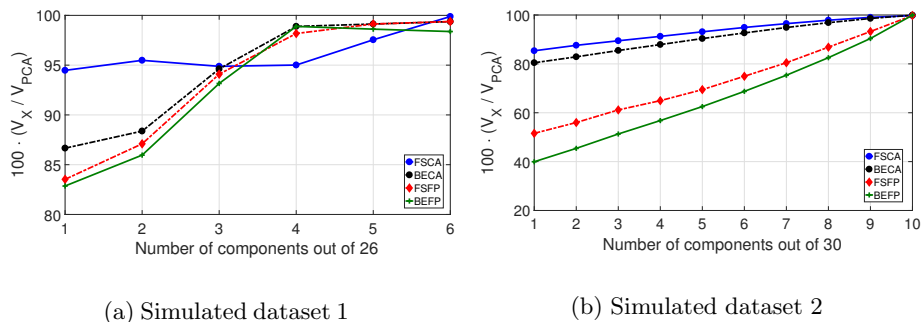 100 · (V_X / V_PCA)
100
95
90
85
80
1 2 3 4 5 6
Number of components out of 26
FSCA
BECA
FSFP
BEFP
(a) Simulated dataset 1
100 · (V_X / V_PCA)
100
80
60
40
20
1 2 3 4 5 6 7 8 9 10
Number of components out of 30
FSCA
BECA
FSFP
BEFP
(b) Simulated dataset 2